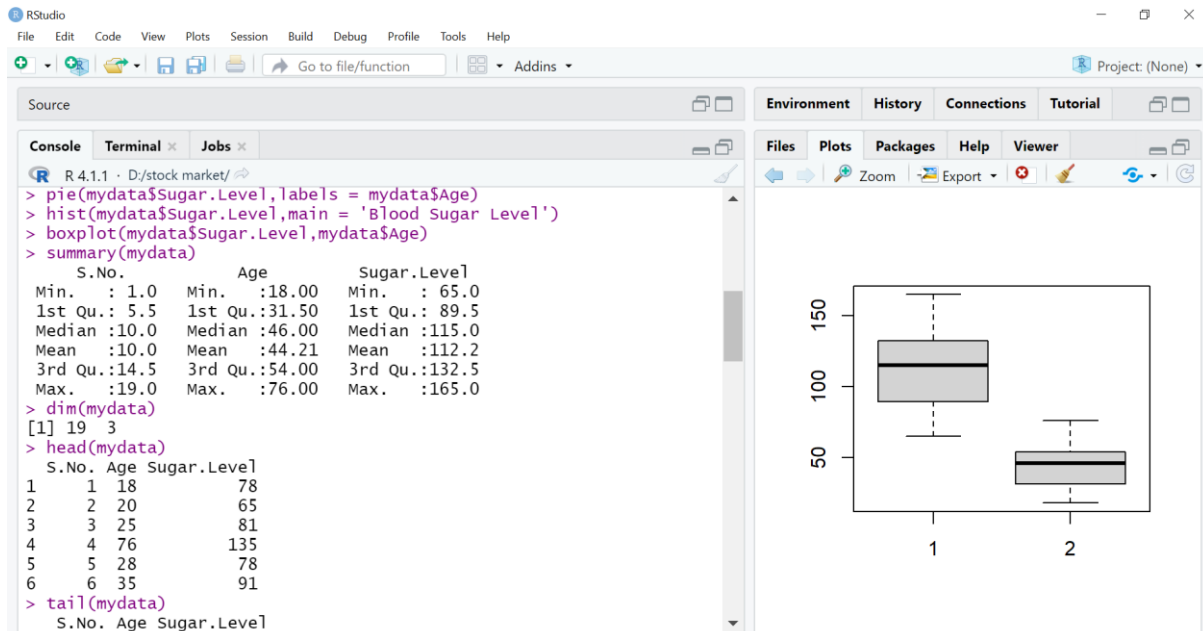 RStudio
File Edit Code View Plots Session Build Debug Profile Tools Help
Go to file/function Addins Project: (None)
Source
Console Terminal Jobs
R 4.1.1 · D:/stock market/
> pie(mydata$Sugar.Level,labels = mydata$Age)
> hist(mydata$Sugar.Level,main = 'Blood Sugar Level')
> boxplot(mydata$Sugar.Level,mydata$Age)
> summary(mydata)
     S.No.           Age         Sugar.Level
 Min.   : 1.0   Min.   :18.00   Min.   : 65.0
 1st Qu.: 5.5   1st Qu.:31.50   1st Qu.: 89.5
 Median :10.0   Median :46.00   Median :115.0
 Mean   :10.0   Mean   :44.21   Mean   :112.2
 3rd Qu.:14.5   3rd Qu.:54.00   3rd Qu.:132.5
 Max.   :19.0   Max.   :76.00   Max.   :165.0
> dim(mydata)
[1] 19  3
> head(mydata)
  S.No. Age Sugar.Level
1     1  18          78
2     2  20          65
3     3  25          81
4     4  76         135
5     5  28          78
6     6  35          91
> tail(mydata)
   S.No. Age Sugar.Level
Environment History Connections Tutorial
Files Plots Packages Help Viewer
Zoom Export
150
100
50
1 2